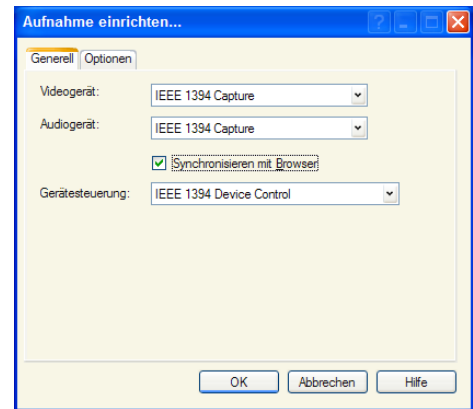 Aufnahme einrichten...
Generell Optionen
Videogerät: IEEE 1394 Capture
Audiogerät: IEEE 1394 Capture
Synchronisieren mit Browser
Gerätesteuerung: IEEE 1394 Device Control
OK Abbrechen Hilfe